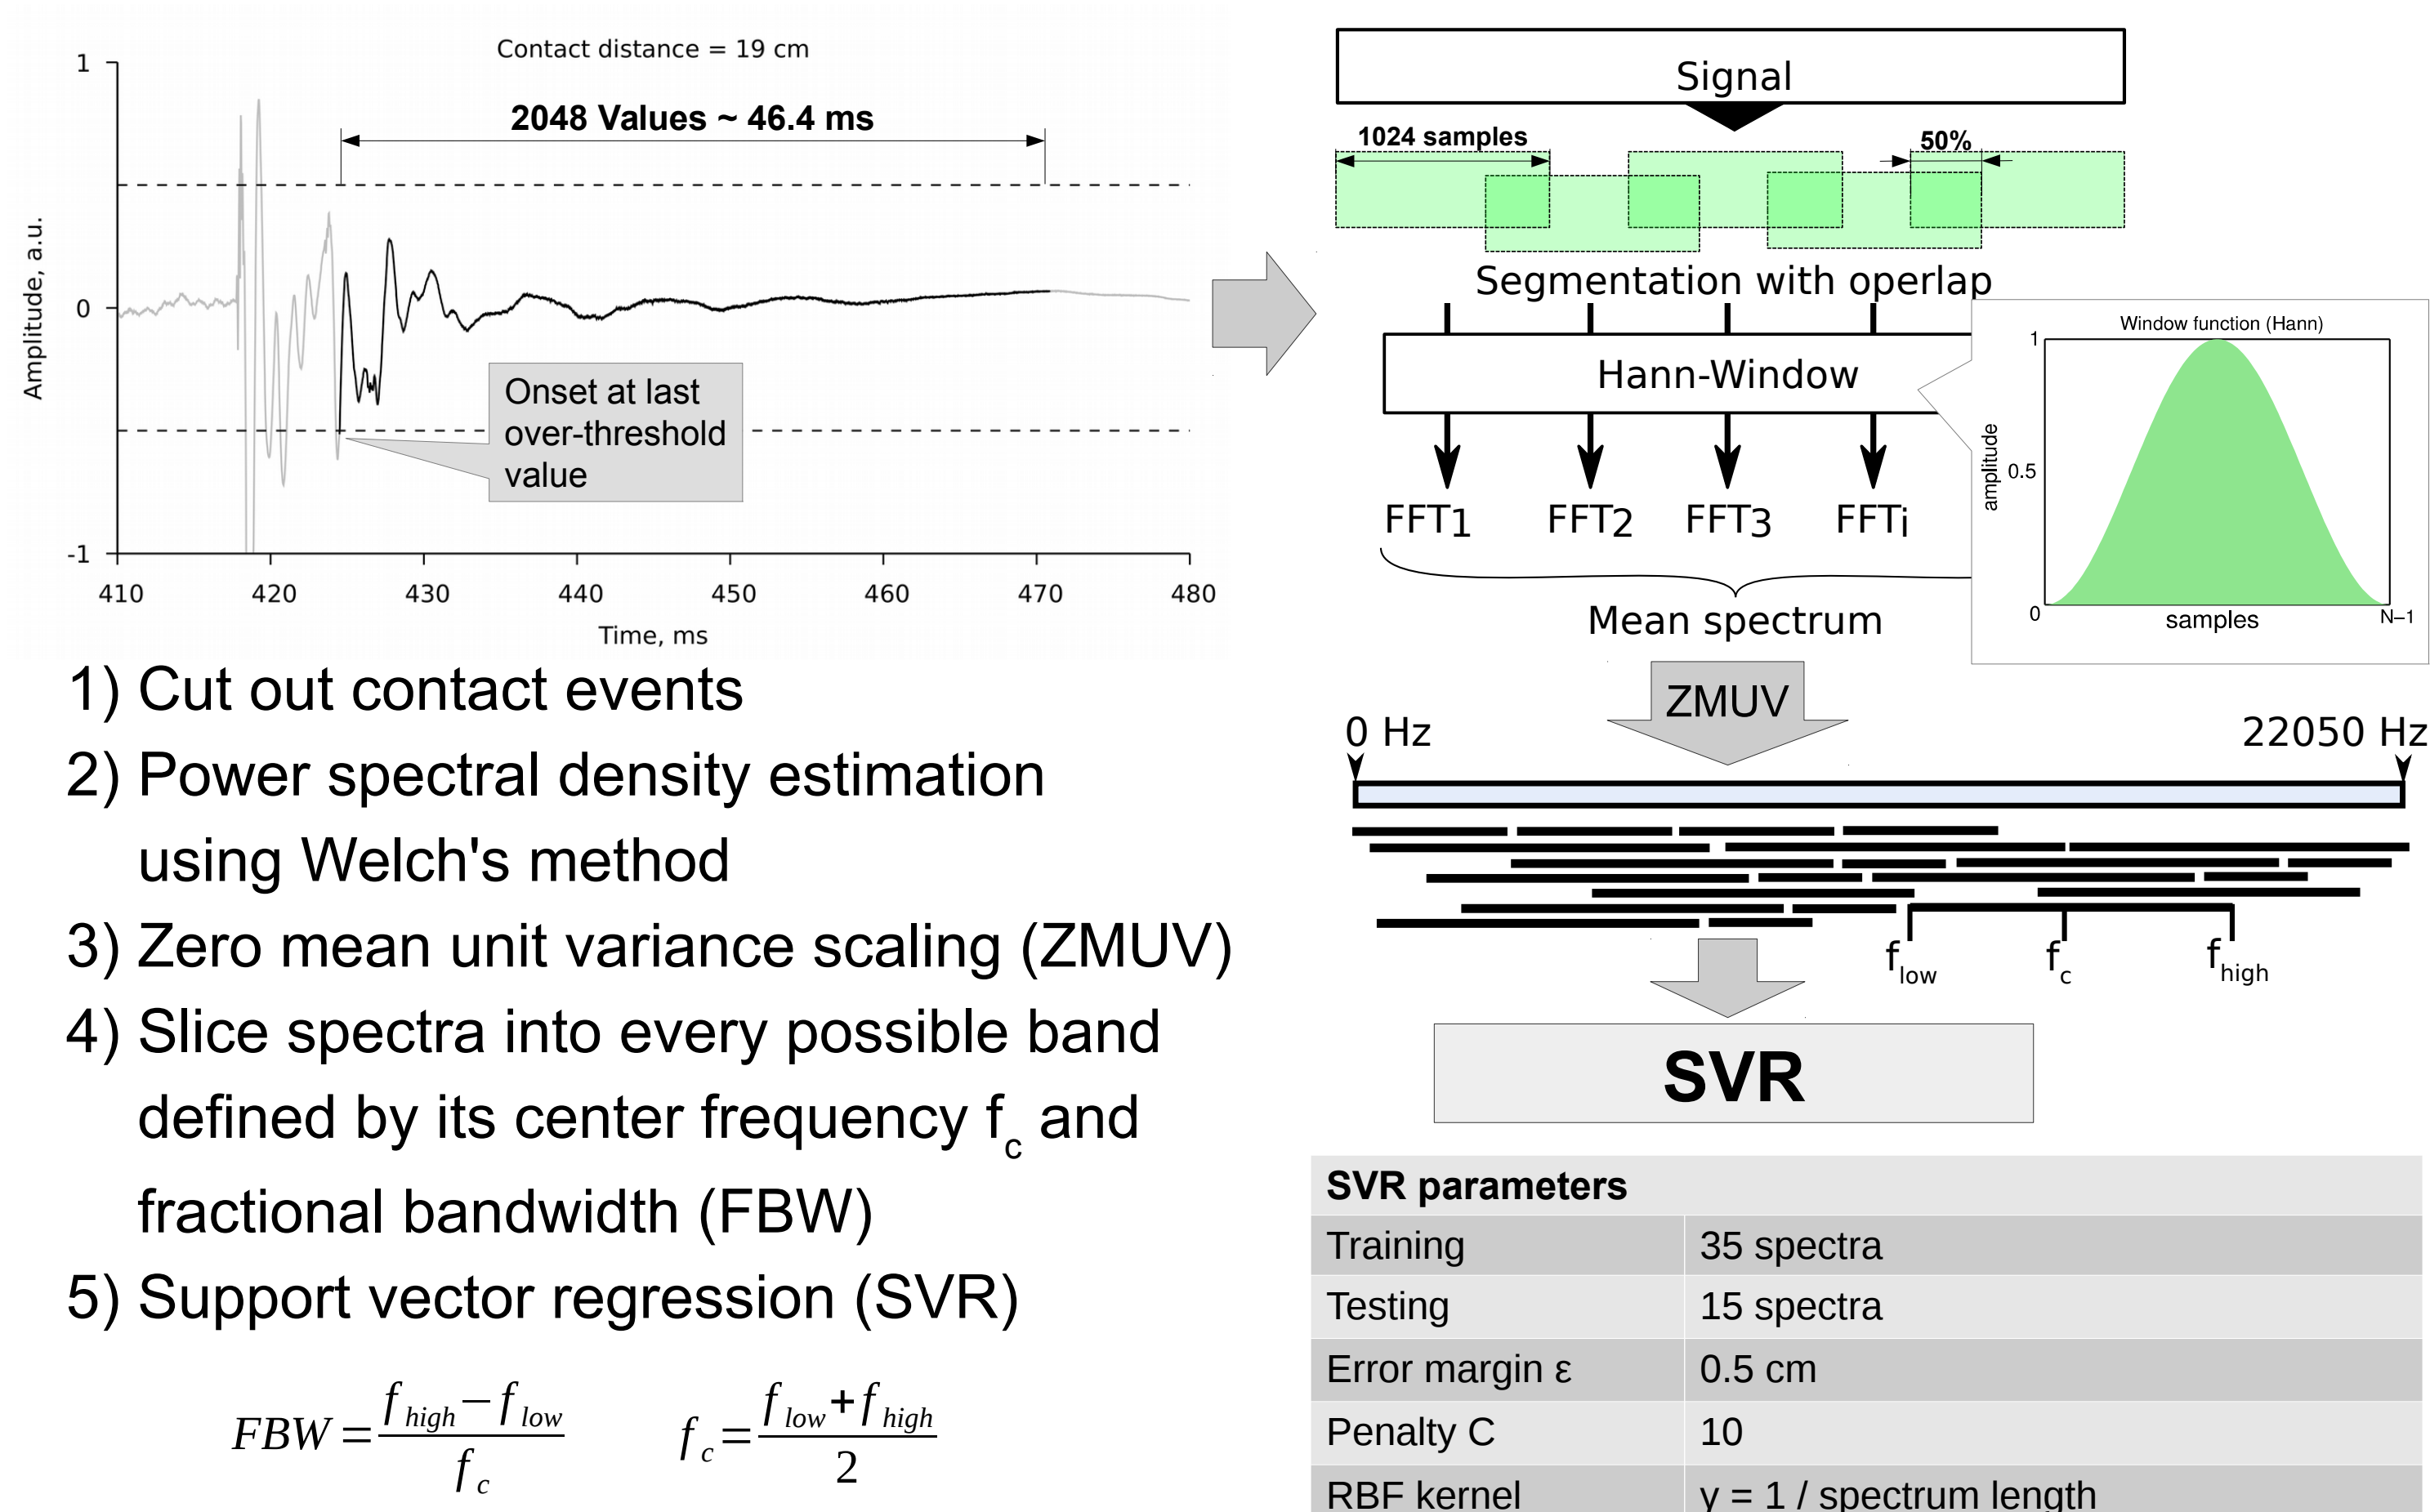 Contact distance = 19 cm
2048 Values ~ 46.4 ms
1
0
-1
Amplitude, a.u.
Onset at last
over-threshold
value
410 420 430 440 450 460 470 480
Time, ms
Signal
1024 samples
50%
Segmentation with operlap
Hann-Window
FFT1 FFT2 FFT3 FFTi
Mean spectrum
Window function (Hann)
1
0.5
0
amplitude
samples
N–1
ZMUV
0 Hz
22050 Hz
flow fc fhigh
SVR
1) Cut out contact events
2) Power spectral density estimation
using Welch's method
3) Zero mean unit variance scaling (ZMUV)
4) Slice spectra into every possible band
defined by its center frequency fc and
fractional bandwidth (FBW)
5) Support vector regression (SVR)
FBW = (fhigh − flow) / fc
fc = (flow + fhigh) / 2
SVR parameters
Training 35 spectra
Testing 15 spectra
Error margin ε 0.5 cm
Penalty C 10
RBF kernel γ = 1 / spectrum length